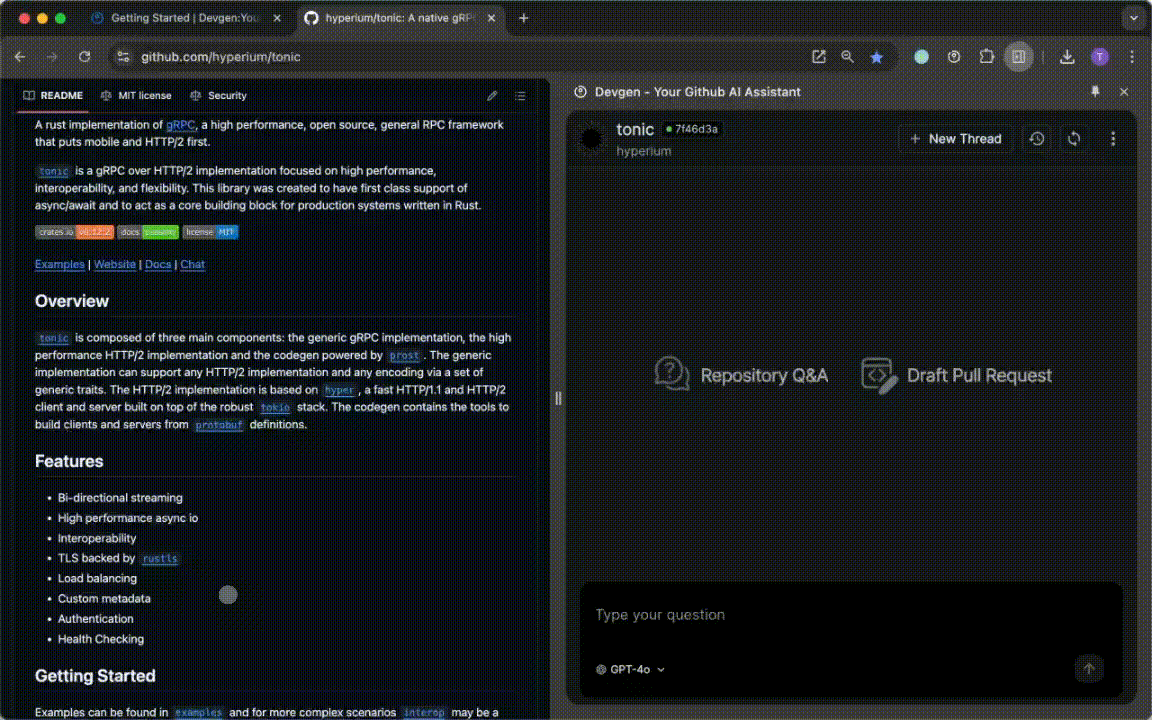 Getting Started | Devgen:You
hyperium/tonic: A native gRP
github.com/hyperium/tonic
T
README
MIT license
Security
A rust implementation of gRPC, a high performance, open source, general RPC framework
that puts mobile and HTTP/2 first.
tonic is a gRPC over HTTP/2 implementation focused on high performance,
interoperability, and flexibility. This library was created to have first class support of
async/await and to act as a core building block for production systems written in Rust.
crates.io v0.12.2 docs passing license MIT
Examples | Website | Docs | Chat
Overview
tonic is composed of three main components: the generic gRPC implementation, the high
performance HTTP/2 implementation and the codegen powered by prost . The generic
implementation can support any HTTP/2 implementation and any encoding via a set of
generic traits. The HTTP/2 implementation is based on hyper , a fast HTTP/1.1 and HTTP/2
client and server built on top of the robust tokio stack. The codegen contains the tools to
build clients and servers from protobuf definitions.
Features
• Bi-directional streaming
• High performance async io
• Interoperability
• TLS backed by rustls
• Load balancing
• Custom metadata
• Authentication
• Health Checking
Getting Started
Examples can be found in examples and for more complex scenarios interop may be a
Devgen - Your Github AI Assistant
tonic
7f46d3a
hyperium
+ New Thread
Repository Q&A
Draft Pull Request
Type your question
GPT-4o